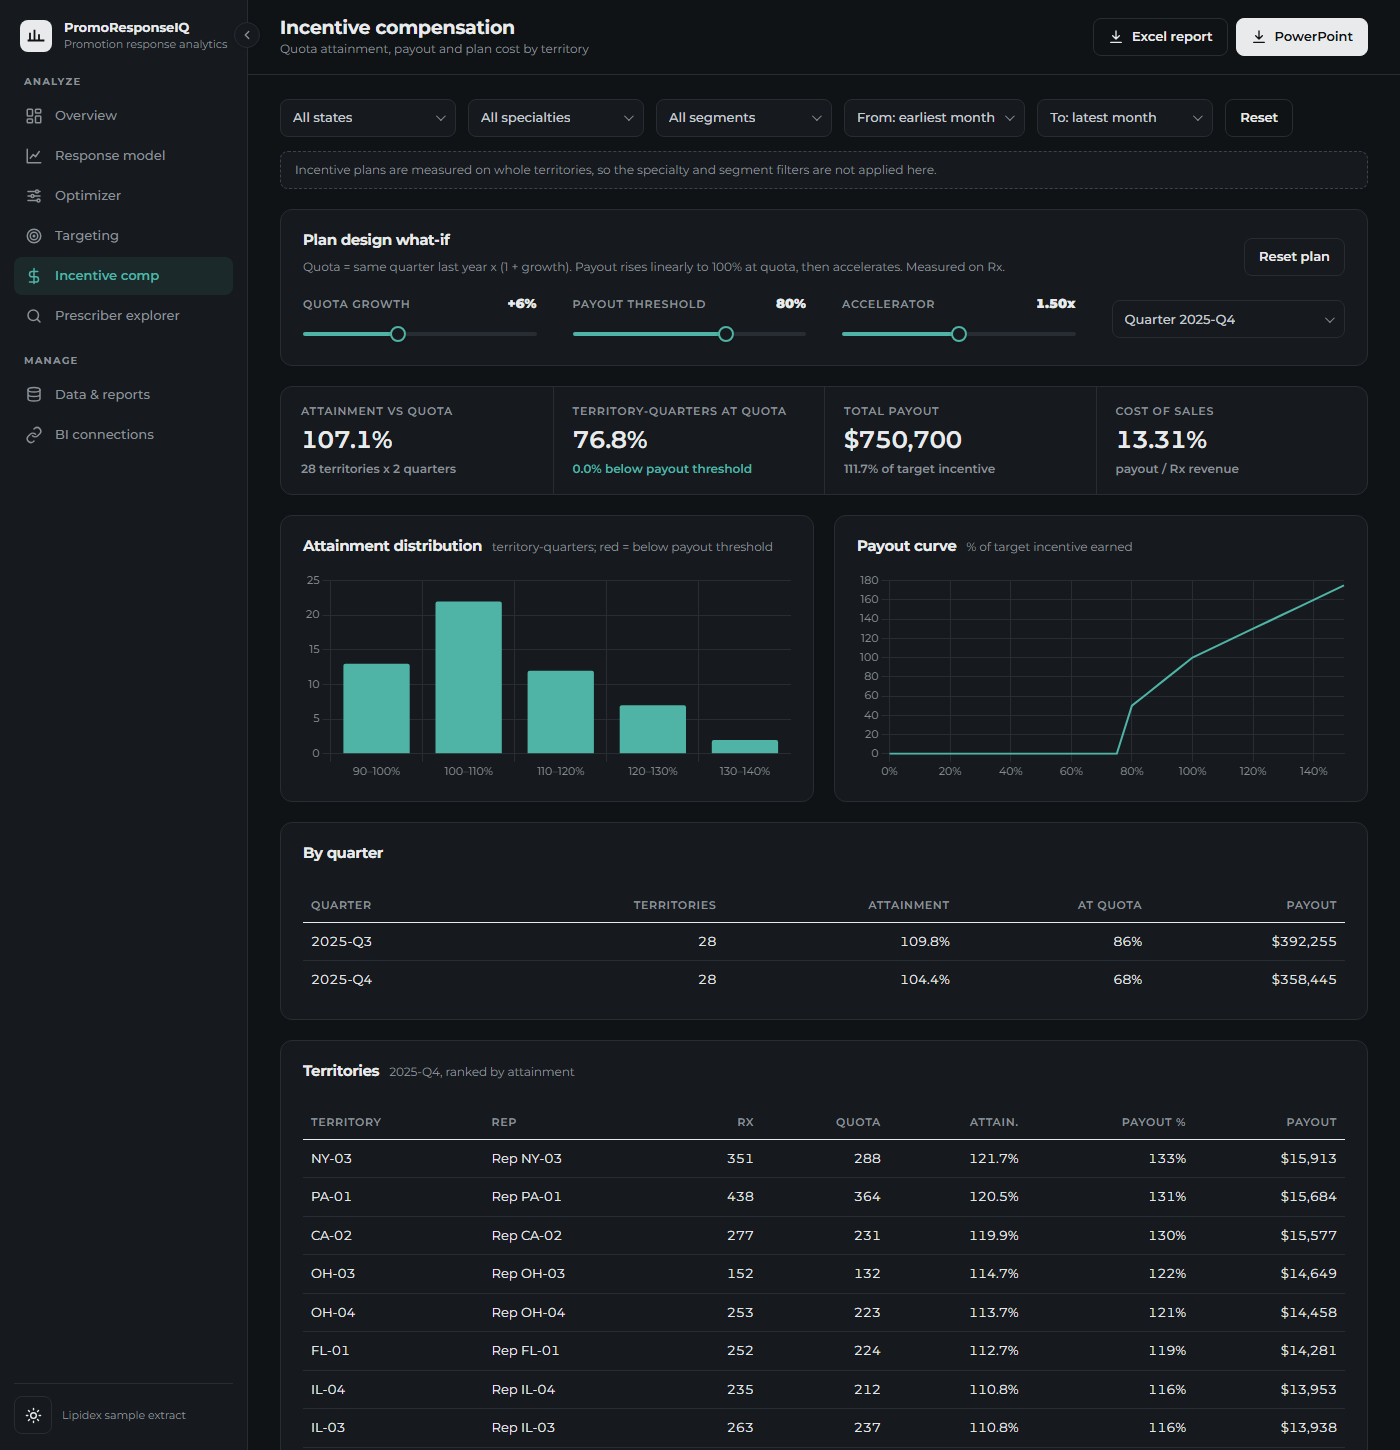 PromoResponseIQ
Promotion response analytics
ANALYZE
Overview
Response model
Optimizer
Targeting
Incentive comp
Prescriber explorer
MANAGE
Data & reports
BI connections
Lipidex sample extract
Incentive compensation
Quota attainment, payout and plan cost by territory
Excel report
PowerPoint
All states
All specialties
All segments
From: earliest month
To: latest month
Reset
Incentive plans are measured on whole territories, so the specialty and segment filters are not applied here.
Plan design what-if
Quota = same quarter last year x (1 + growth). Payout rises linearly to 100% at quota, then accelerates. Measured on Rx.
Reset plan
QUOTA GROWTH +6%
PAYOUT THRESHOLD 80%
ACCELERATOR 1.50x
Quarter 2025-Q4
ATTAINMENT VS QUOTA
107.1%
28 territories x 2 quarters
TERRITORY-QUARTERS AT QUOTA
76.8%
0.0% below payout threshold
TOTAL PAYOUT
$750,700
111.7% of target incentive
COST OF SALES
13.31%
payout / Rx revenue
Attainment distribution territory-quarters; red = below payout threshold
25
20
15
10
5
0
90–100% 100–110% 110–120% 120–130% 130–140%
Payout curve % of target incentive earned
180
160
140
120
100
80
60
40
20
0
0% 20% 40% 60% 80% 100% 120% 140%
By quarter
QUARTER TERRITORIES ATTAINMENT AT QUOTA PAYOUT
2025-Q3 28 109.8% 86% $392,255
2025-Q4 28 104.4% 68% $358,445
Territories 2025-Q4, ranked by attainment
TERRITORY REP RX QUOTA ATTAIN. PAYOUT % PAYOUT
NY-03 Rep NY-03 351 288 121.7% 133% $15,913
PA-01 Rep PA-01 438 364 120.5% 131% $15,684
CA-02 Rep CA-02 277 231 119.9% 130% $15,577
OH-03 Rep OH-03 152 132 114.7% 122% $14,649
OH-04 Rep OH-04 253 223 113.7% 121% $14,458
FL-01 Rep FL-01 252 224 112.7% 119% $14,281
IL-04 Rep IL-04 235 212 110.8% 116% $13,953
IL-03 Rep IL-03 263 237 110.8% 116% $13,938